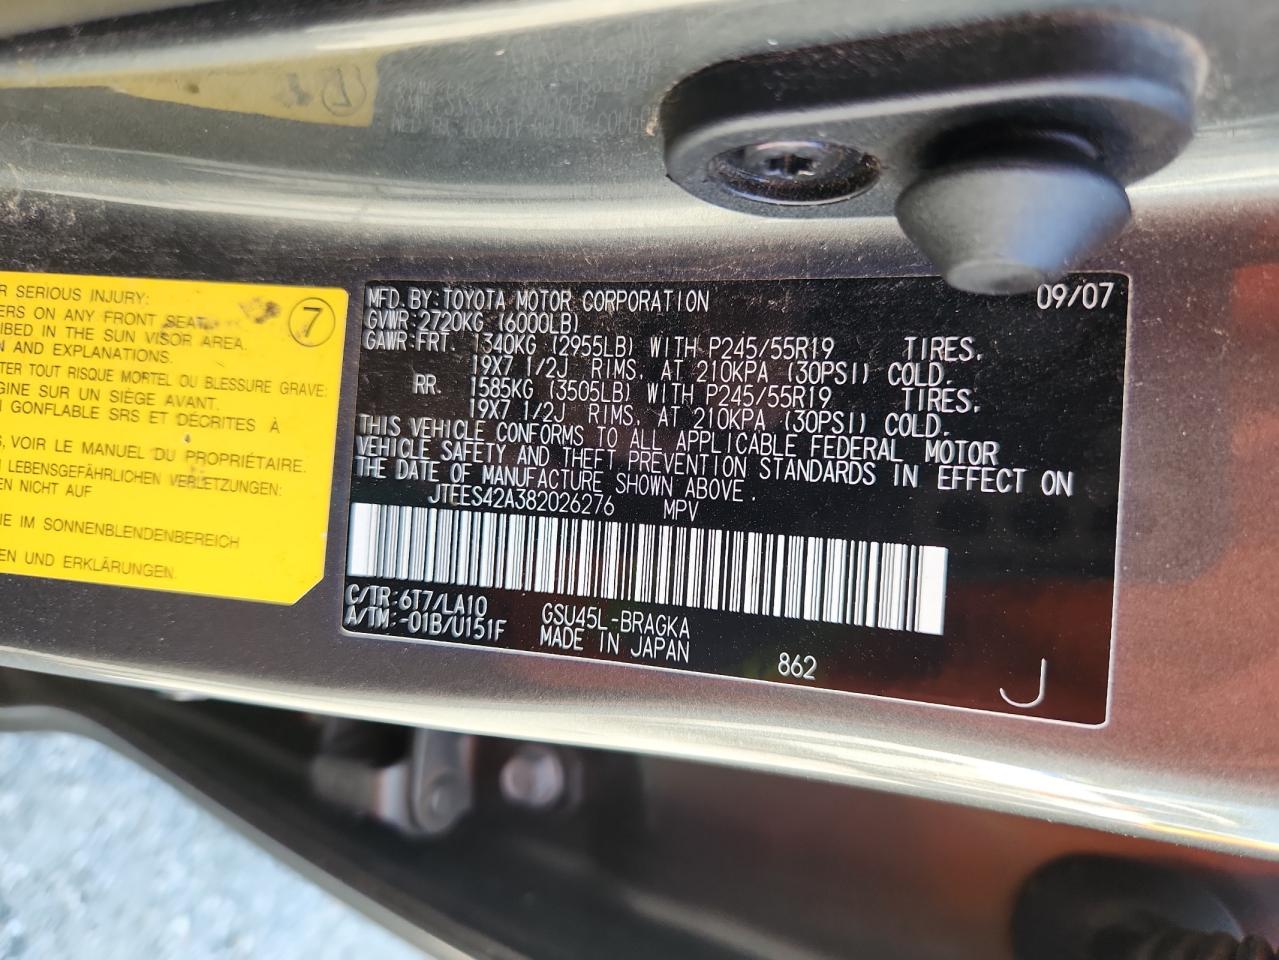 R SERIOUS INJURY:
ERS ON ANY FRONT SEAT
IBED IN THE SUN VISOR AREA.
N AND EXPLANATIONS.
TER TOUT RISQUE MORTEL OU BLESSURE GRAVE:
GINE SUR UN SIÈGE AVANT.
N GONFLABLE SRS ET DÉCRITES À
S, VOIR LE MANUEL DU PROPRIÉTAIRE.
LEBENSGEFÄHRLICHEN VERLETZUNGEN:
EN NICHT AUF
IE IM SONNENBLENDENBEREICH
EN UND ERKLÄRUNGEN.
7
MFD. BY: TOYOTA MOTOR CORPORATION 09/07
GVWR: 2720KG (6000LB)
GAWR: FRT. 1340KG (2955LB) WITH P245/55R19 TIRES.
19X7 1/2J RIMS, AT 210KPA (30PSI) COLD.
RR. 1585KG (3505LB) WITH P245/55R19 TIRES.
19X7 1/2J RIMS, AT 210KPA (30PSI) COLD.
THIS VEHICLE CONFORMS TO ALL APPLICABLE FEDERAL MOTOR
VEHICLE SAFETY AND THEFT PREVENTION STANDARDS IN EFFECT ON
THE DATE OF MANUFACTURE SHOWN ABOVE.
JTEES42A382026276 MPV
C/TR: 6T7/LA10 GSU45L-BRAGKA
A/TM: -01B/U151F MADE IN JAPAN
862
J